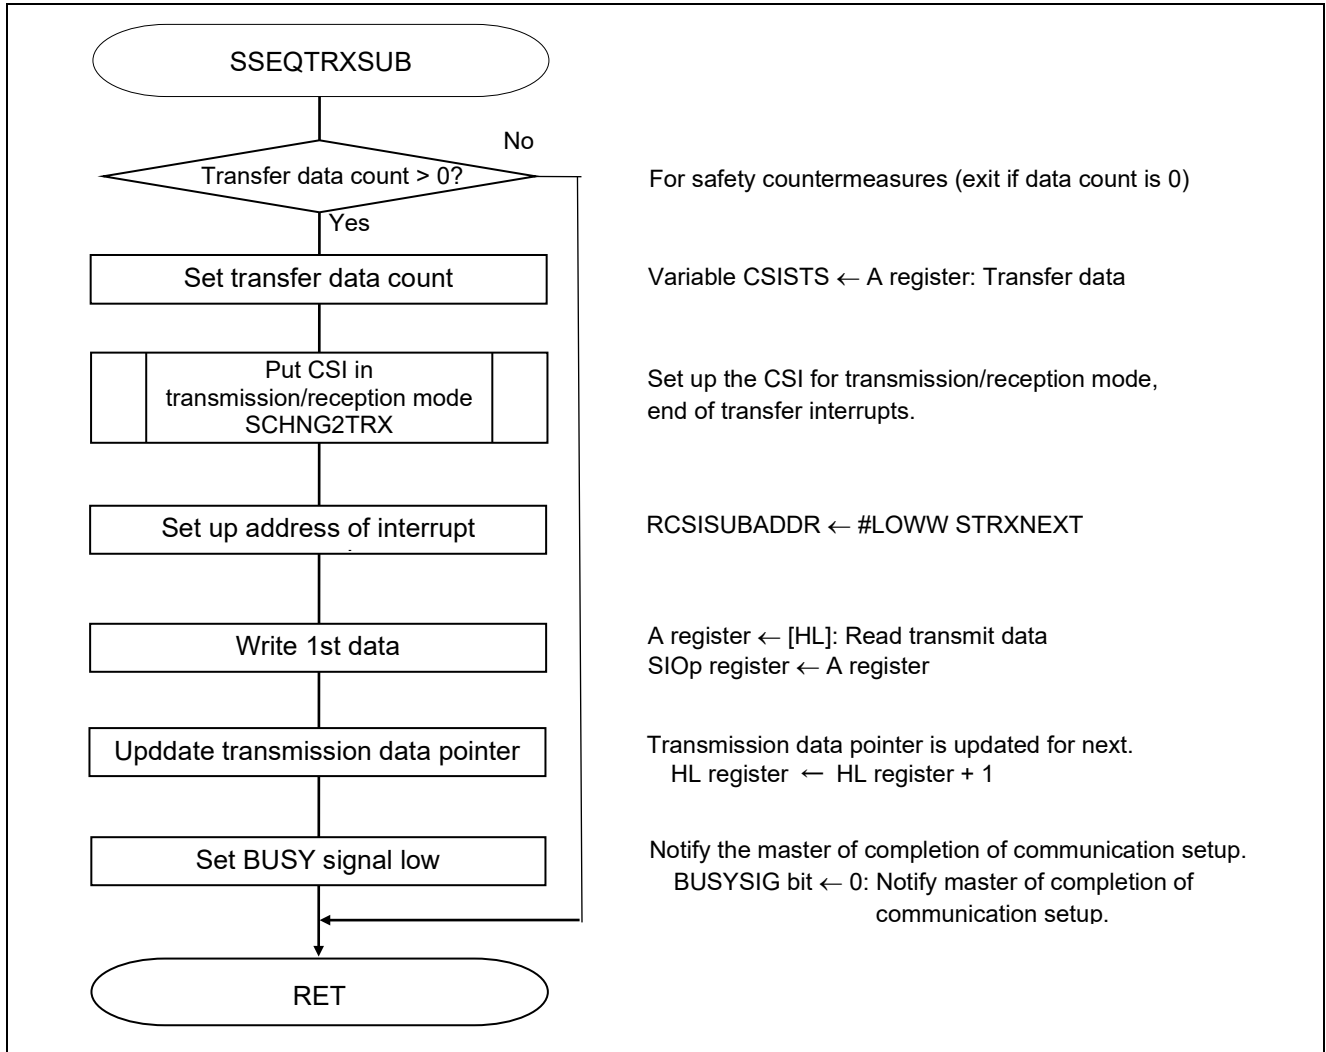 SSEQTRXSUB
No
Transfer data count > 0?
For safety countermeasures (exit if data count is 0)
Yes
Set transfer data count
Variable CSISTS ← A register: Transfer data
Put CSI in
transmission/reception mode
SCHNG2TRX
Set up the CSI for transmission/reception mode,
end of transfer interrupts.
Set up address of interrupt
RCSISUBADDR ← #LOWW STRXNEXT
Write 1st data
A register ← [HL]: Read transmit data
SIOp register ← A register
Upddate transmission data pointer
Transmission data pointer is updated for next.
HL register ← HL register + 1
Set BUSY signal low
Notify the master of completion of communication setup.
BUSYSIG bit ← 0: Notify master of completion of
communication setup.
RET